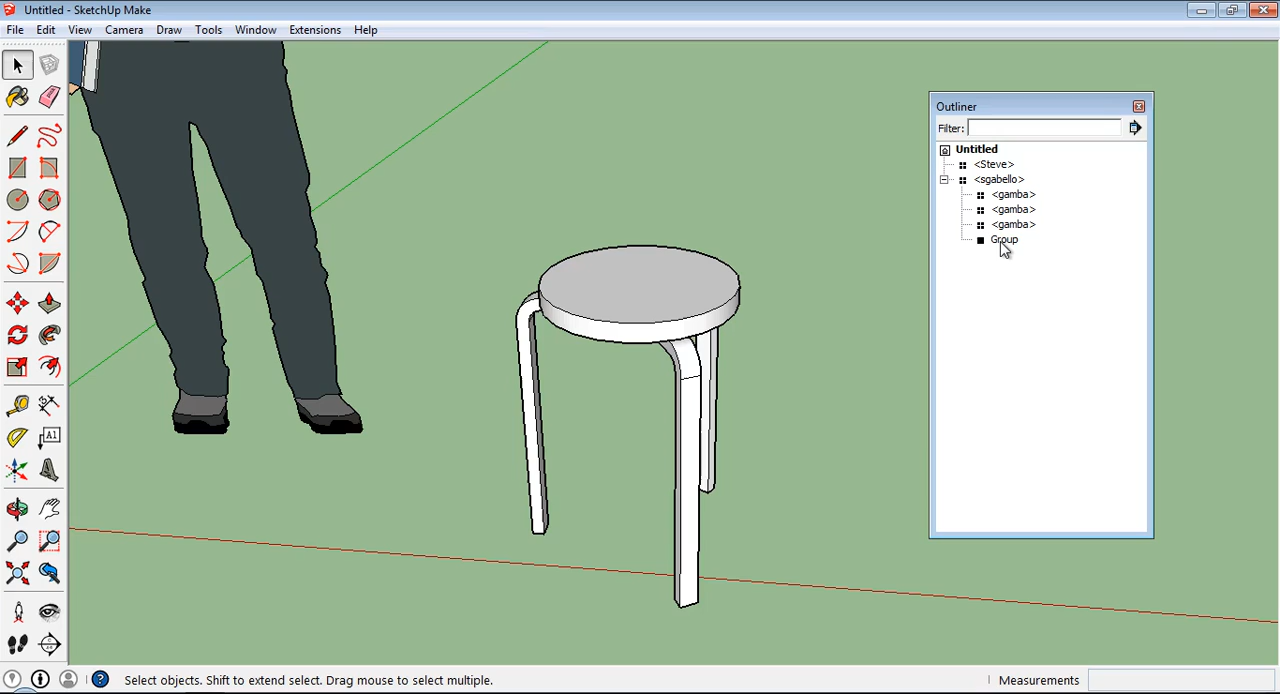 Untitled - SketchUp Make
File Edit View Camera Draw Tools Window Extensions Help
A1
Outliner
Filter:
Untitled
<Steve>
<sgabello>
<gamba>
<gamba>
<gamba>
Group
Select objects. Shift to extend select. Drag mouse to select multiple.
Measurements